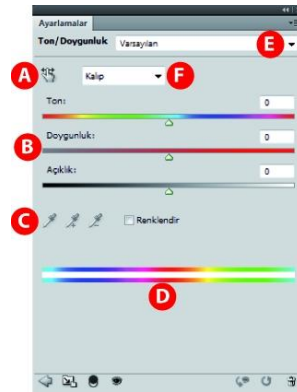 Ayarlamalar
Ton/Doygunluk Varsayılan E
A Kalıp F
Ton: 0
Doygunluk: 0
B
Açıklık: 0
C Renklendir
D